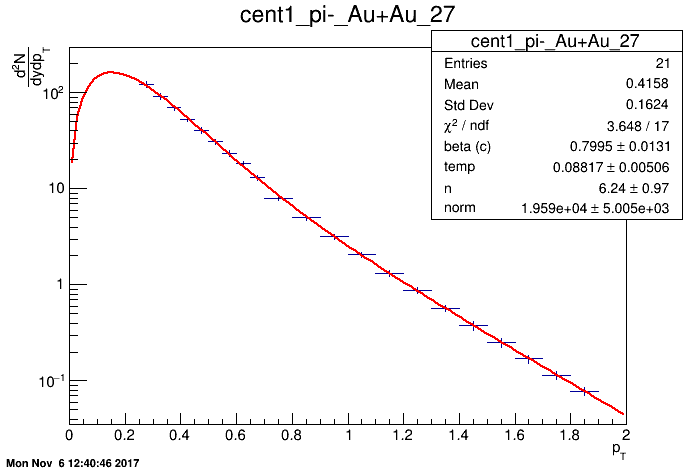 cent1_pi-_Au+Au_27
cent1_pi-_Au+Au_27
Entries 21
Mean 0.4158
Std Dev 0.1624
χ² / ndf 3.648 / 17
beta (c) 0.7995 ± 0.0131
temp 0.08817 ± 0.00506
n 6.24 ± 0.97
norm 1.959e+04 ± 5.005e+03
d²N
dydp_T
10²
10
1
10⁻¹
0 0.2 0.4 0.6 0.8 1 1.2 1.4 1.6 1.8 2
p_T
Mon Nov 6 12:40:46 2017